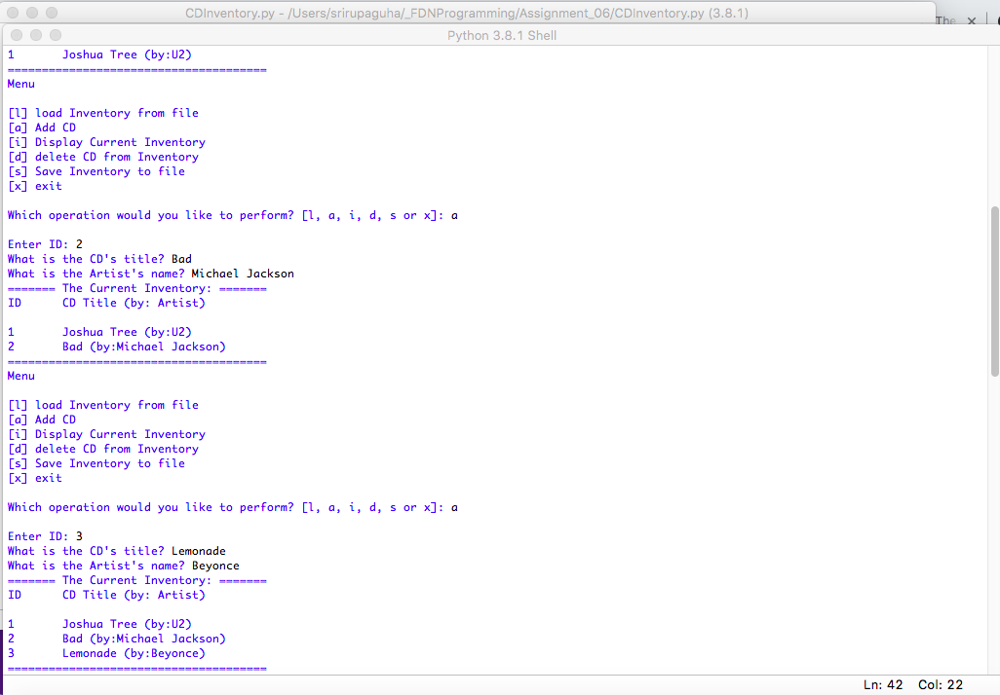 CDInventory.py - /Users/srirupaguha/_FDNProgramming/Assignment_06/CDInventory.py (3.8.1)
The
Python 3.8.1 Shell
1 Joshua Tree (by:U2)
======================================
Menu
[l] load Inventory from file
[a] Add CD
[i] Display Current Inventory
[d] delete CD from Inventory
[s] Save Inventory to file
[x] exit
Which operation would you like to perform? [l, a, i, d, s or x]: a
Enter ID: 2
What is the CD's title? Bad
What is the Artist's name? Michael Jackson
======= The Current Inventory: =======
ID CD Title (by: Artist)
1 Joshua Tree (by:U2)
2 Bad (by:Michael Jackson)
======================================
Menu
[l] load Inventory from file
[a] Add CD
[i] Display Current Inventory
[d] delete CD from Inventory
[s] Save Inventory to file
[x] exit
Which operation would you like to perform? [l, a, i, d, s or x]: a
Enter ID: 3
What is the CD's title? Lemonade
What is the Artist's name? Beyonce
======= The Current Inventory: =======
ID CD Title (by: Artist)
1 Joshua Tree (by:U2)
2 Bad (by:Michael Jackson)
3 Lemonade (by:Beyonce)
======================================
Ln: 42 Col: 22